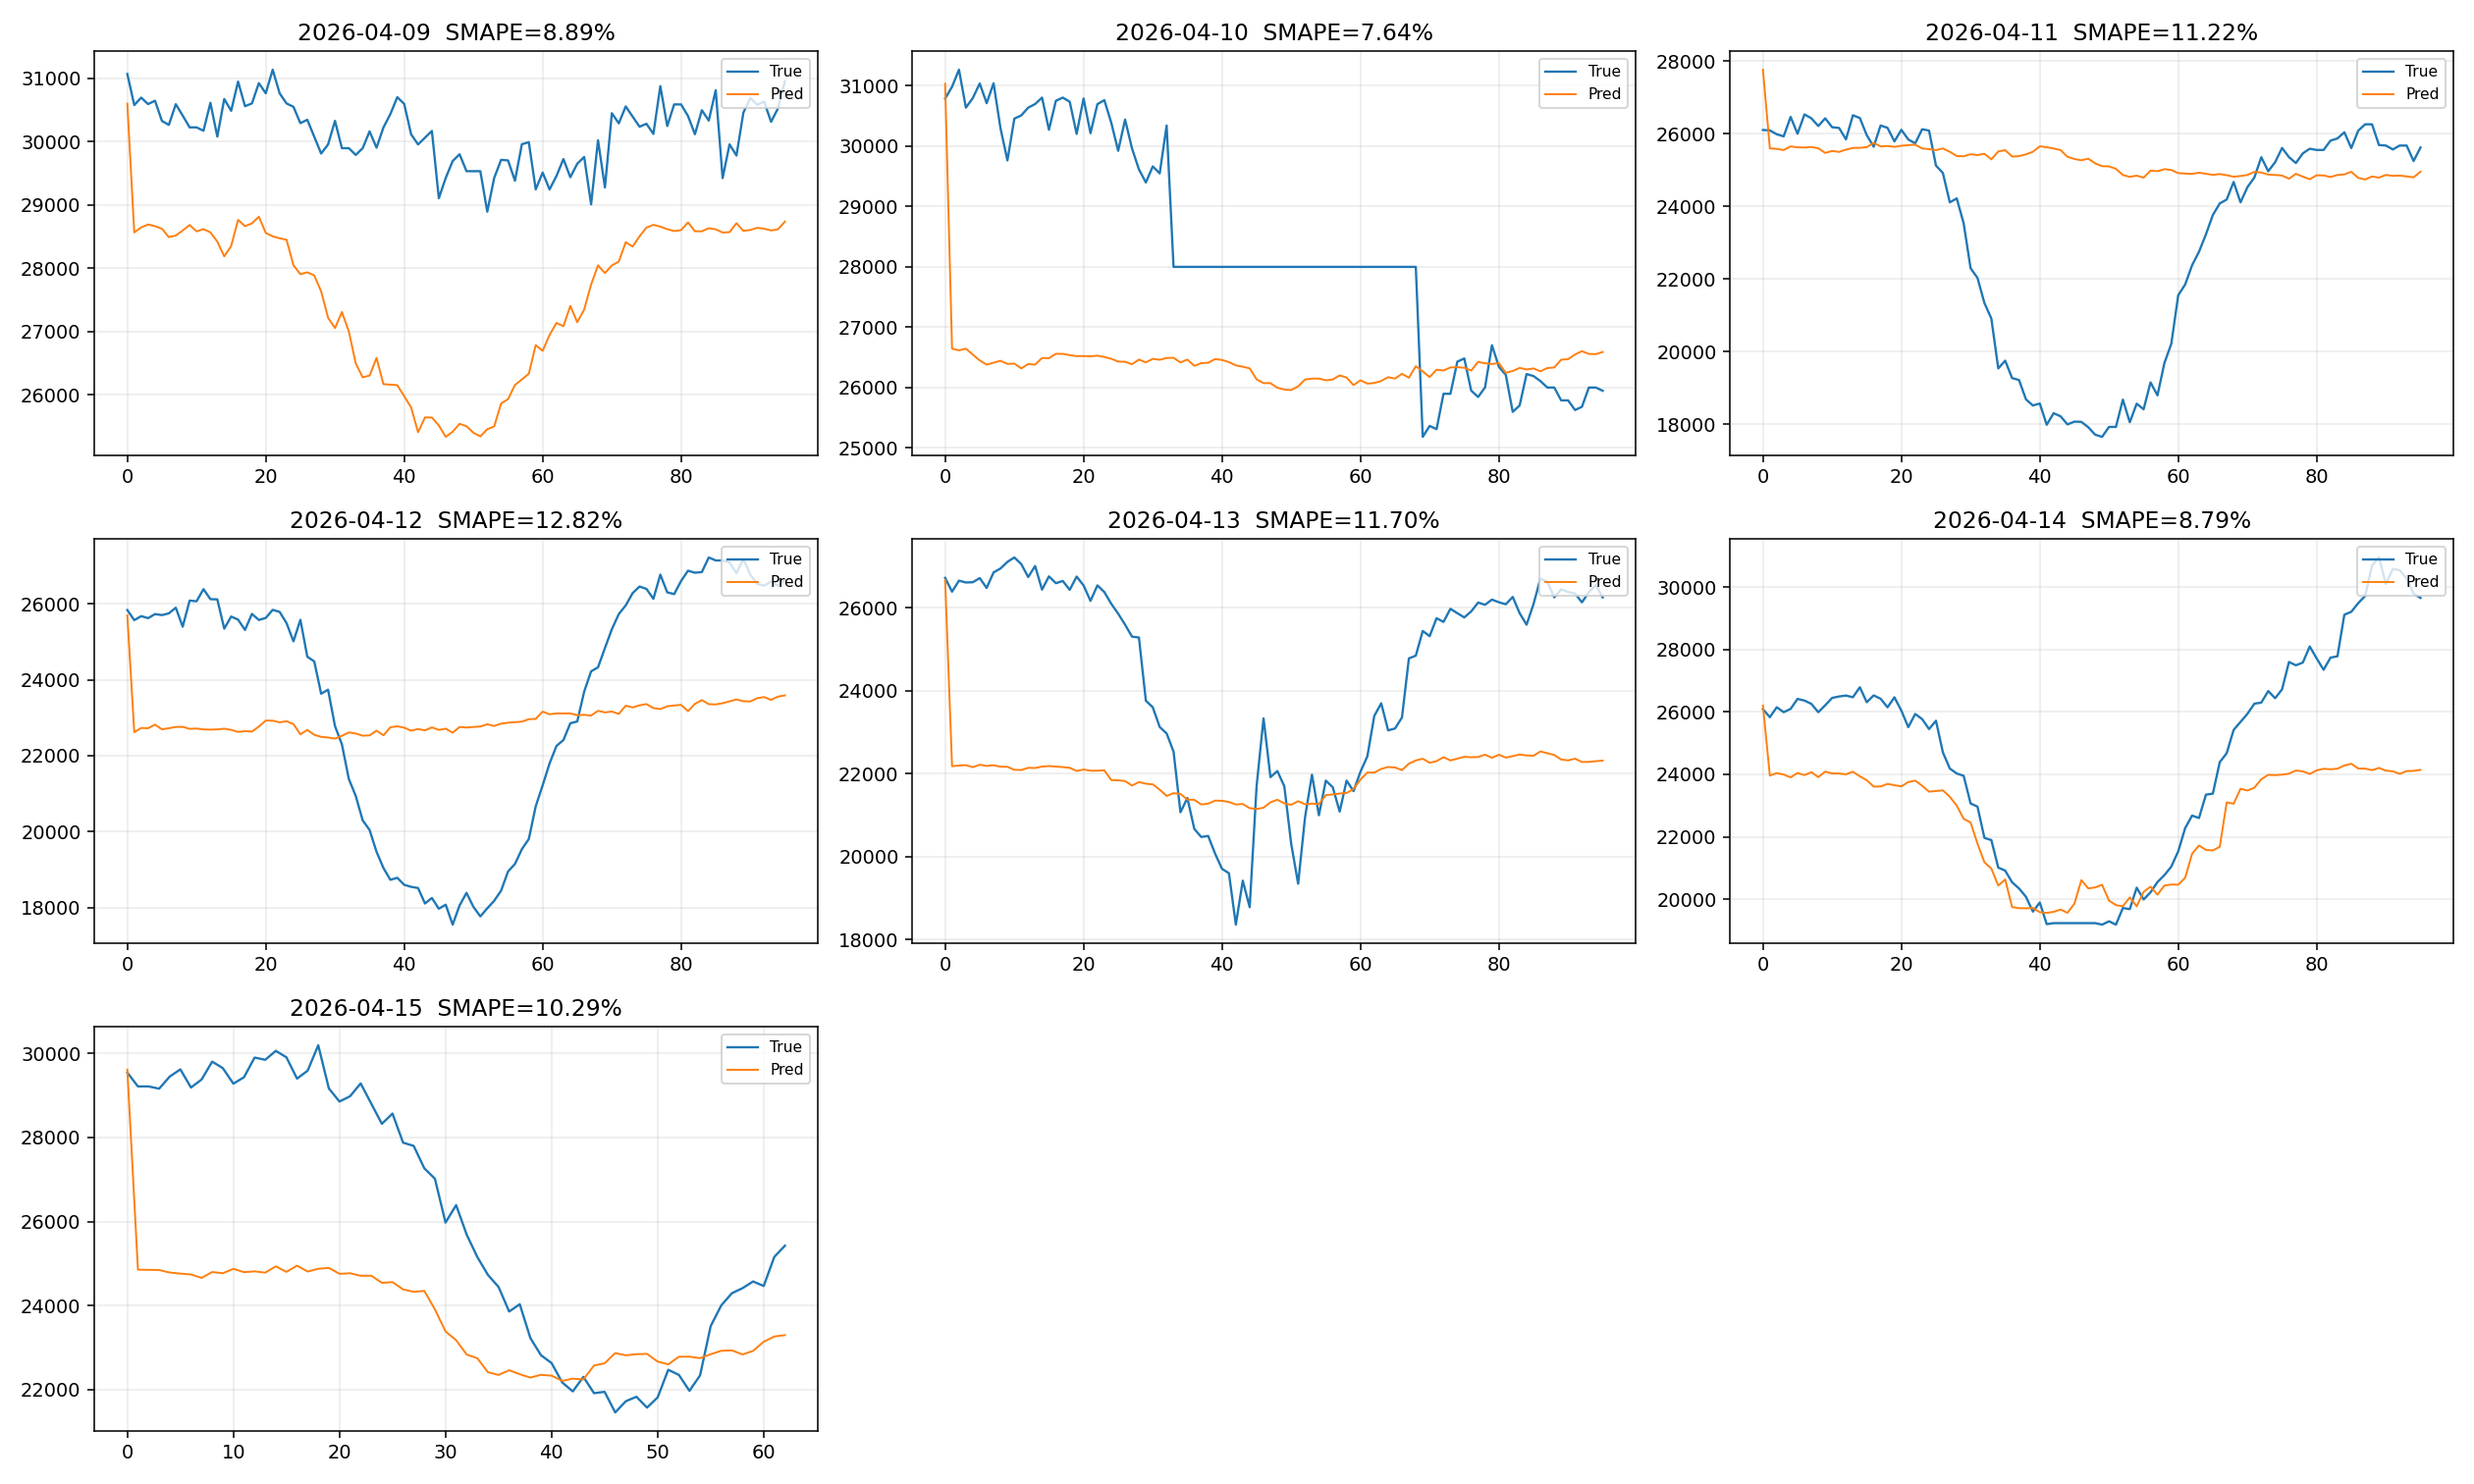 2026-04-09  SMAPE=8.89%
31000
30000
29000
28000
27000
26000
0 20 40 60 80
True
Pred
2026-04-10  SMAPE=7.64%
31000
30000
29000
28000
27000
26000
25000
0 20 40 60 80
True
Pred
2026-04-11  SMAPE=11.22%
28000
26000
24000
22000
20000
18000
0 20 40 60 80
True
Pred
2026-04-12  SMAPE=12.82%
26000
24000
22000
20000
18000
0 20 40 60 80
True
Pred
2026-04-13  SMAPE=11.70%
26000
24000
22000
20000
18000
0 20 40 60 80
True
Pred
2026-04-14  SMAPE=8.79%
30000
28000
26000
24000
22000
20000
0 20 40 60 80
True
Pred
2026-04-15  SMAPE=10.29%
30000
28000
26000
24000
22000
0 10 20 30 40 50 60
True
Pred